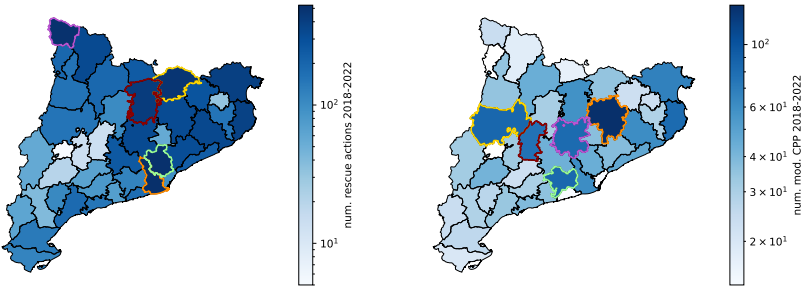 10²
10¹
num. rescue actions 2018-2022
10²
6 × 10¹
4 × 10¹
3 × 10¹
2 × 10¹
num. mod. CPP 2018-2022